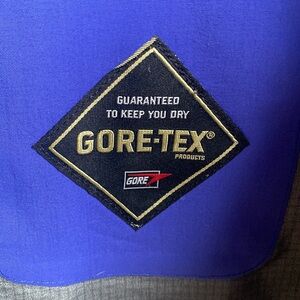 GUARANTEED
TO KEEP YOU DRY
GORE-TEX®
PRODUCTS
GORE